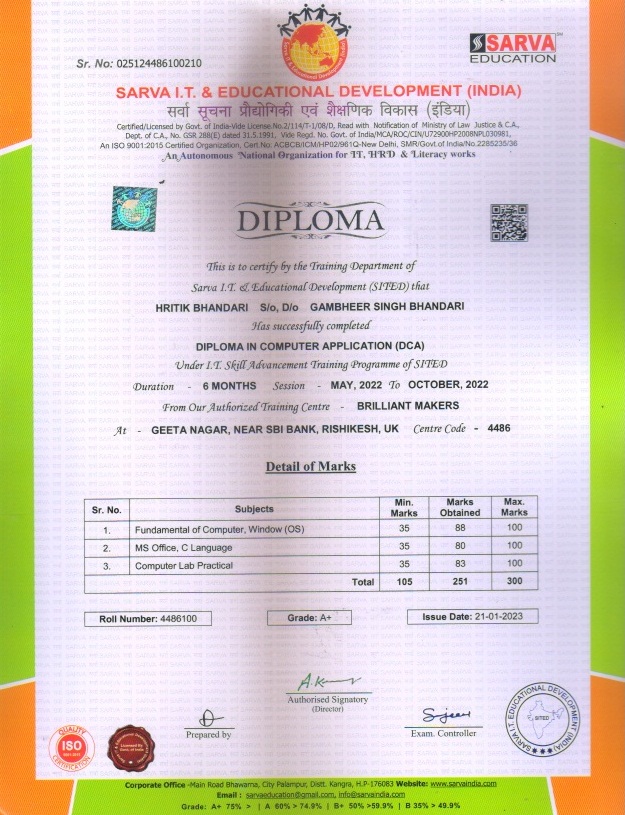 Sr. No: 025124486100210
SARVA
EDUCATION
SARVA I.T. & EDUCATIONAL DEVELOPMENT (INDIA)
सर्वा सूचना प्रौद्योगिकी एवं शैक्षणिक विकास (इंडिया)
Certified/Licensed by Govt. of India-Vide License.No.2/114/T-1/08/D, Read with Notification of Ministry of Law Justice & C.A.,
Dept. of C.A., No. GSR 288(E) dated 31.5.1991, Vide Regd. No. Govt. of India/MCA/ROC/CIN/U72900HP2008NPL030981,
An ISO 9001:2015 Certified Organization, Cert.No. ACBCB/ICM/HP02/961Q-New Delhi, SMR/Govt.of India/No.2285235/36
An Autonomous National Organization for IT, HRD & Literacy works
DIPLOMA
This is to certify by the Training Department of
Sarva I.T. & Educational Development (SITED) that
HRITIK BHANDARI S/o, D/o GAMBHEER SINGH BHANDARI
Has successfully completed
DIPLOMA IN COMPUTER APPLICATION (DCA)
Under I.T. Skill Advancement Training Programme of SITED
Duration - 6 MONTHS Session - MAY, 2022 To OCTOBER, 2022
From Our Authorized Training Centre - BRILLIANT MAKERS
At - GEETA NAGAR, NEAR SBI BANK, RISHIKESH, UK Centre Code - 4486
Detail of Marks
Sr. No. Subjects Min. Marks Marks Obtained Max. Marks
1. Fundamental of Computer, Window (OS) 35 88 100
2. MS Office, C Language 35 80 100
3. Computer Lab Practical 35 83 100
Total 105 251 300
Roll Number: 4486100 Grade: A+ Issue Date: 21-01-2023
Authorised Signatory
(Director)
Prepared by
Exam. Controller
QUALITY
ISO
CERTIFICATION
SARVA I.T. EDUCATIONAL DEVELOPMENT (INDIA)
SITED
Corporate Office -Main Road Bhawarna, City Palampur, Distt. Kangra, H.P-176083 Website: www.sarvaindia.com
Email : sarvaeducation@gmail.com, info@sarvaindia.com
Grade: A+ 75% > | A 60% > 74.9% | B+ 50% >59.9% | B 35% > 49.9%